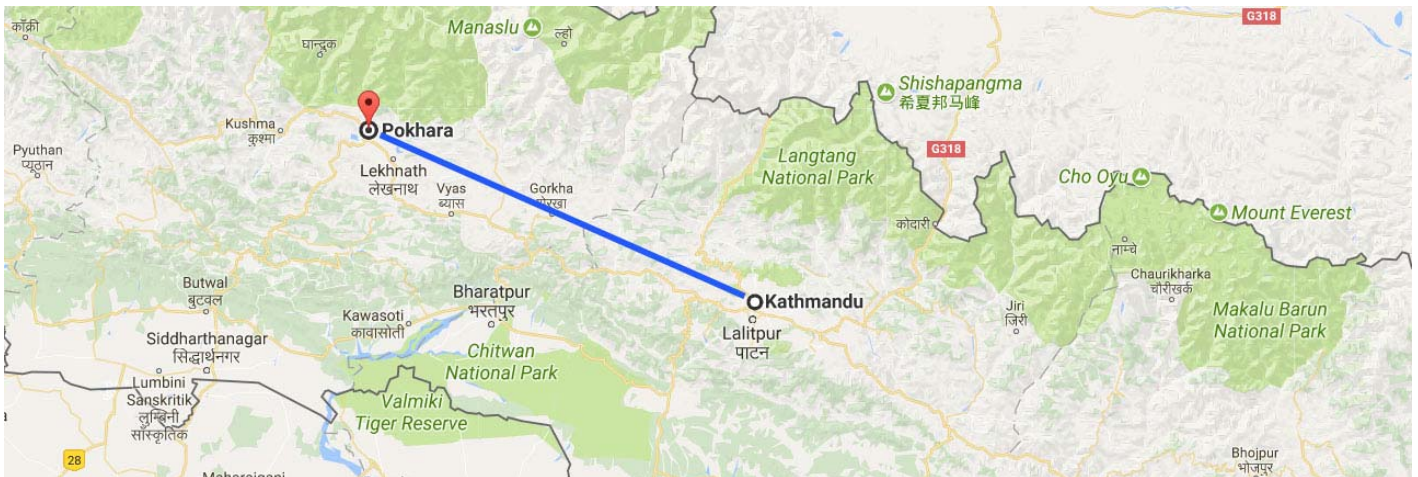 कॉक्री
Manaslu
ल्हो
घान्द्रुक
G318
Shishapangma
希夏邦马峰
Kushma
कुश्मा
Pokhara
Pyuthan
प्यूठान
Lekhnath
लेखनाथ
Vyas
ब्यास
Gorkha
Langtang
National Park
G318
Cho Oyu
Mount Everest
कोदारी
नाम्चे
Chaurikharka
चौरीखर्क
Butwal
बुटवल
Bharatpur
भरतपुर
Kathmandu
Kawasoti
कावासोती
Lalitpur
पाटन
Jiri
जिरी
Makalu Barun
National Park
Siddharthanagar
सिद्धार्थनगर
Chitwan
National Park
Lumbini
Sanskritik
लुम्बिनी
सांस्कृतिक
Valmiki
Tiger Reserve
28
Bhojpur
भोजपुर